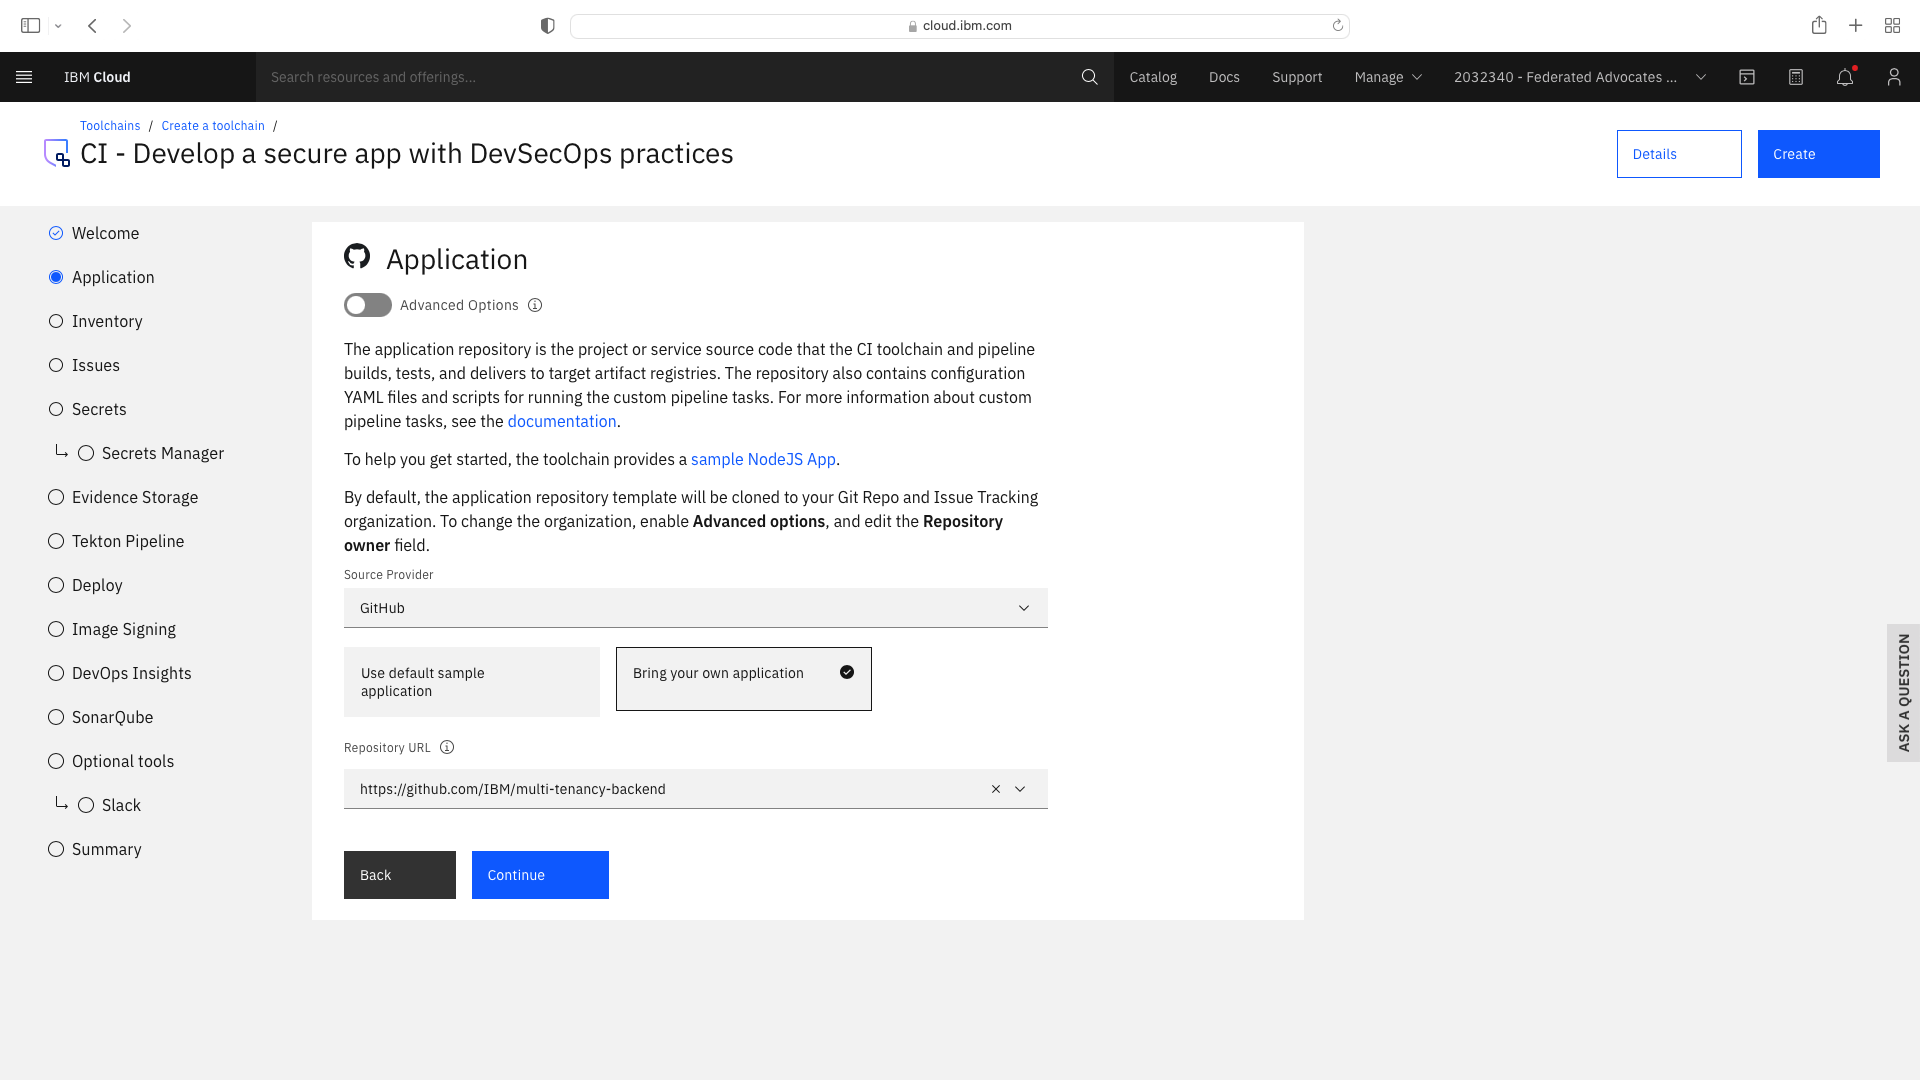 cloud.ibm.com
IBM Cloud
Search resources and offerings...
Catalog
Docs
Support
Manage
2032340 - Federated Advocates ...
Toolchains / Create a toolchain /
CI - Develop a secure app with DevSecOps practices
Details
Create
Welcome
Application
Inventory
Issues
Secrets
Secrets Manager
Evidence Storage
Tekton Pipeline
Deploy
Image Signing
DevOps Insights
SonarQube
Optional tools
Slack
Summary
Application
Advanced Options
The application repository is the project or service source code that the CI toolchain and pipeline
builds, tests, and delivers to target artifact registries. The repository also contains configuration
YAML files and scripts for running the custom pipeline tasks. For more information about custom
pipeline tasks, see the documentation.
To help you get started, the toolchain provides a sample NodeJS App.
By default, the application repository template will be cloned to your Git Repo and Issue Tracking
organization. To change the organization, enable Advanced options, and edit the Repository
owner field.
Source Provider
GitHub
Use default sample
application
Bring your own application
Repository URL
https://github.com/IBM/multi-tenancy-backend
Back
Continue
ASK A QUESTION